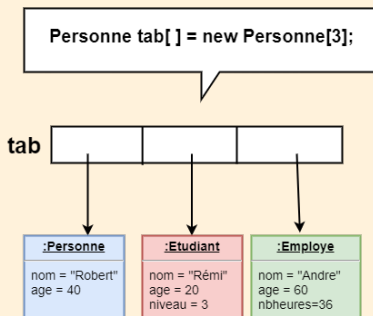 Personne tab[ ] = new Personne[3];
tab
:Personne
nom = "Robert"
age = 40
:Etudiant
nom = "Rémi"
age = 20
niveau = 3
:Employe
nom = "Andre"
age = 60
nbheures=36